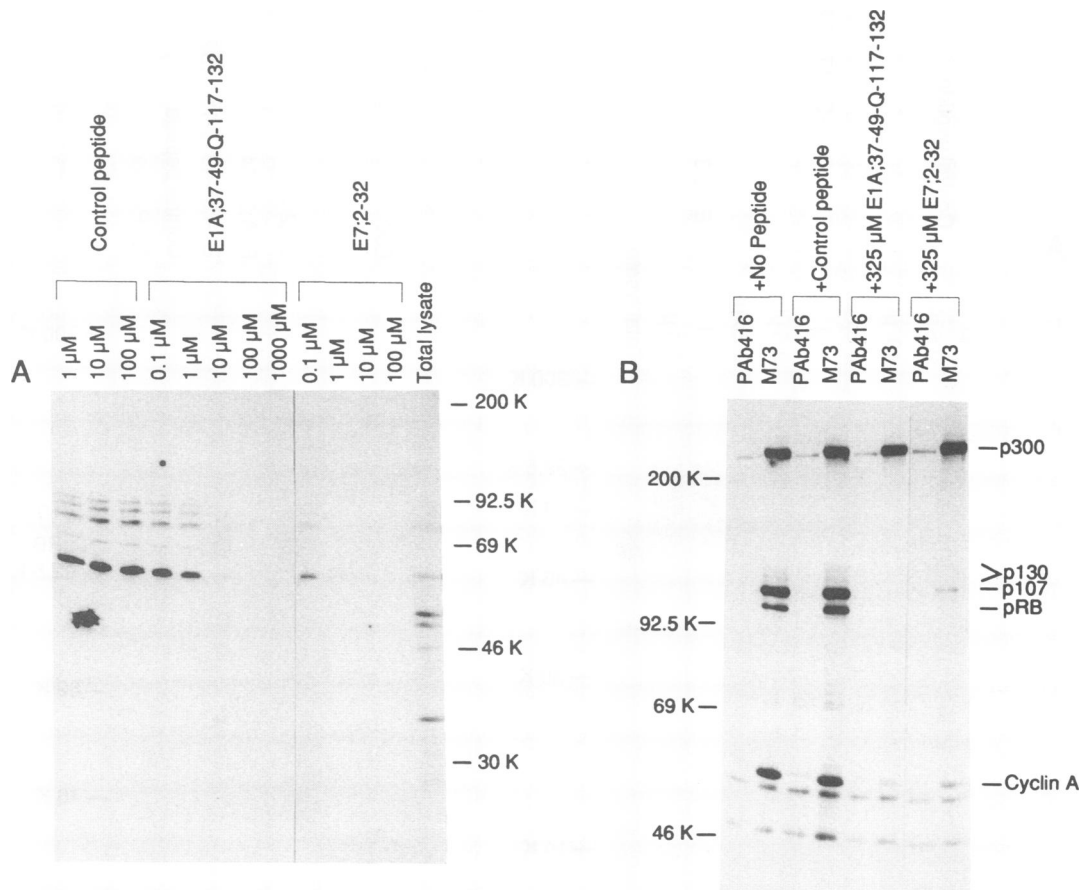 A
Control peptide
E1A;37-49-Q-117-132
E7;2-32
1 µM
10 µM
100 µM
0.1 µM
1 µM
10 µM
100 µM
1000 µM
0.1 µM
1 µM
10 µM
100 µM
Total lysate
200 K
92.5 K
69 K
46 K
30 K
B
+No Peptide
+Control peptide
+325 µM E1A;37-49-Q-117-132
+325 µM E7;2-32
PAb416
M73
PAb416
M73
PAb416
M73
PAb416
M73
200 K
92.5 K
69 K
46 K
p300
p130
p107
pRB
Cyclin A